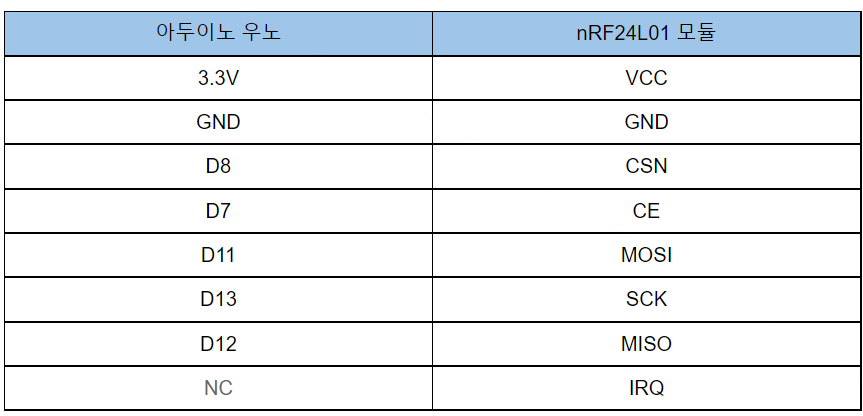 아두이노 우노 nRF24L01 모듈
3.3V VCC
GND GND
D8 CSN
D7 CE
D11 MOSI
D13 SCK
D12 MISO
NC IRQ